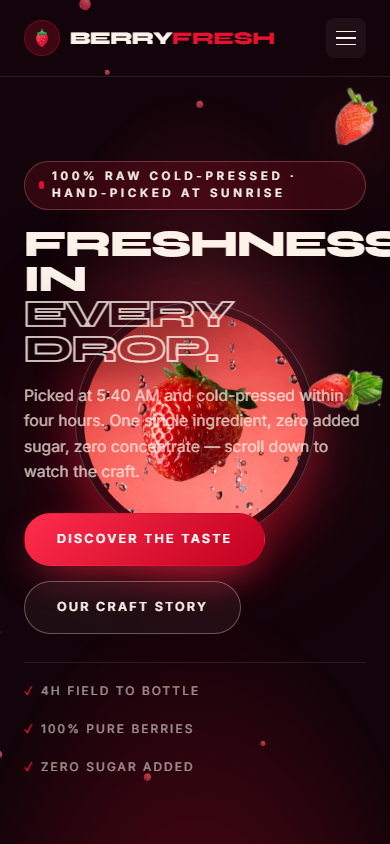 BERRYFRESH
100% RAW COLD-PRESSED ·
HAND-PICKED AT SUNRISE
FRESHNESS
IN
EVERY
DROP.
Picked at 5:40 AM and cold-pressed within
four hours. One single ingredient, zero added
sugar, zero concentrate — scroll down to
watch the craft.
DISCOVER THE TASTE
OUR CRAFT STORY
✓ 4H FIELD TO BOTTLE
✓ 100% PURE BERRIES
✓ ZERO SUGAR ADDED